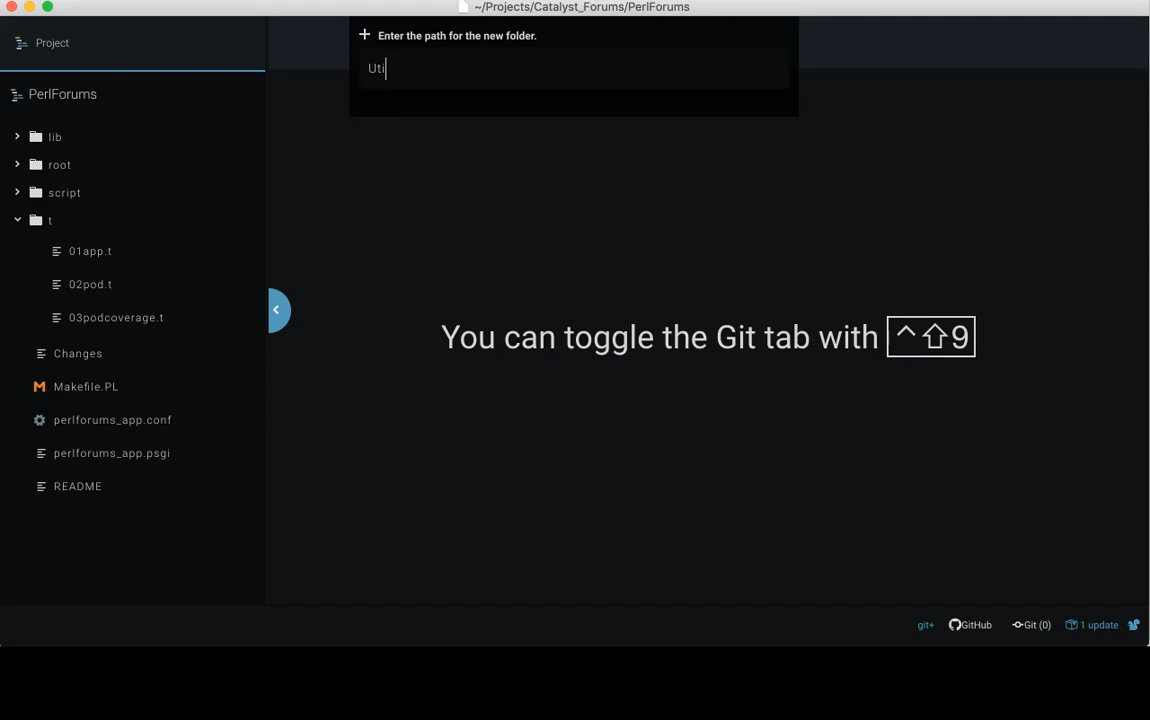 ~/Projects/Catalyst_Forums/PerlForums
Project
Enter the path for the new folder.
Uti
PerlForums
lib
root
script
t
01app.t
02pod.t
03podcoverage.t
Changes
Makefile.PL
perlforums_app.conf
perlforums_app.psgi
README
You can toggle the Git tab with ^⇧9
git+ GitHub Git (0) 1 update